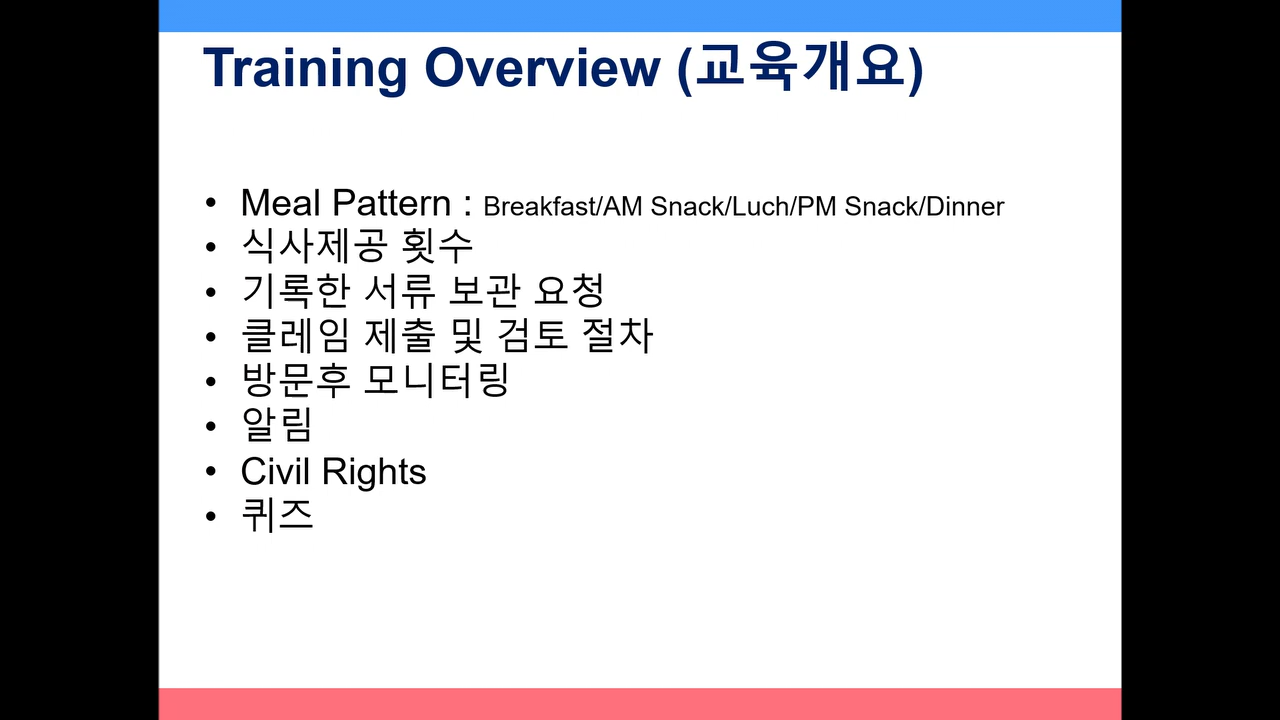 Training Overview (교육개요)
• Meal Pattern : Breakfast/AM Snack/Luch/PM Snack/Dinner
• 식사제공 횟수
• 기록한 서류 보관 요청
• 클레임 제출 및 검토 절차
• 방문후 모니터링
• 알림
• Civil Rights
• 퀴즈